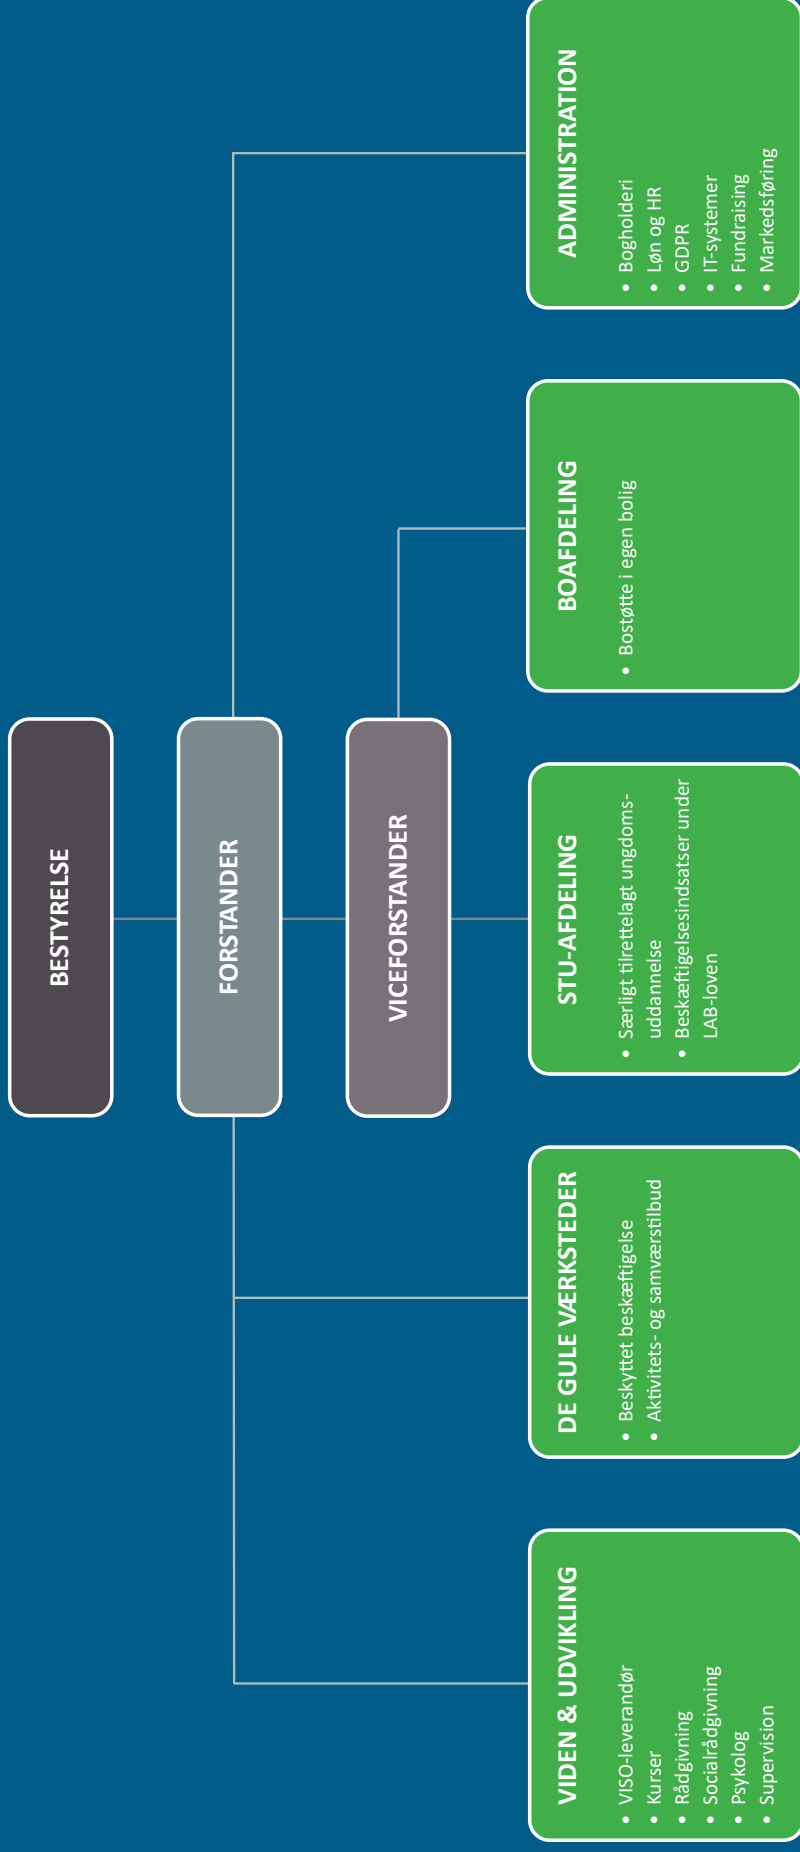 BESTYRELSE
FORSTANDER
VICEFORSTANDER
VIDEN & UDVIKLING
• VISO-leverandør
• Kurser
• Rådgivning
• Socialrådgivning
• Psykolog
• Supervision
DE GULE VÆRKSTEDER
• Beskyttet beskæftigelse
• Aktivitets- og samværstilbud
STU-AFDELING
• Særligt tilrettelagt ungdoms-
uddannelse
• Beskæftigelsesindsatser under
LAB-loven
BOAFDELING
• Bostøtte i egen bolig
ADMINISTRATION
• Bogholderi
• Løn og HR
• GDPR
• IT-systemer
• Fundraising
• Markedsføring